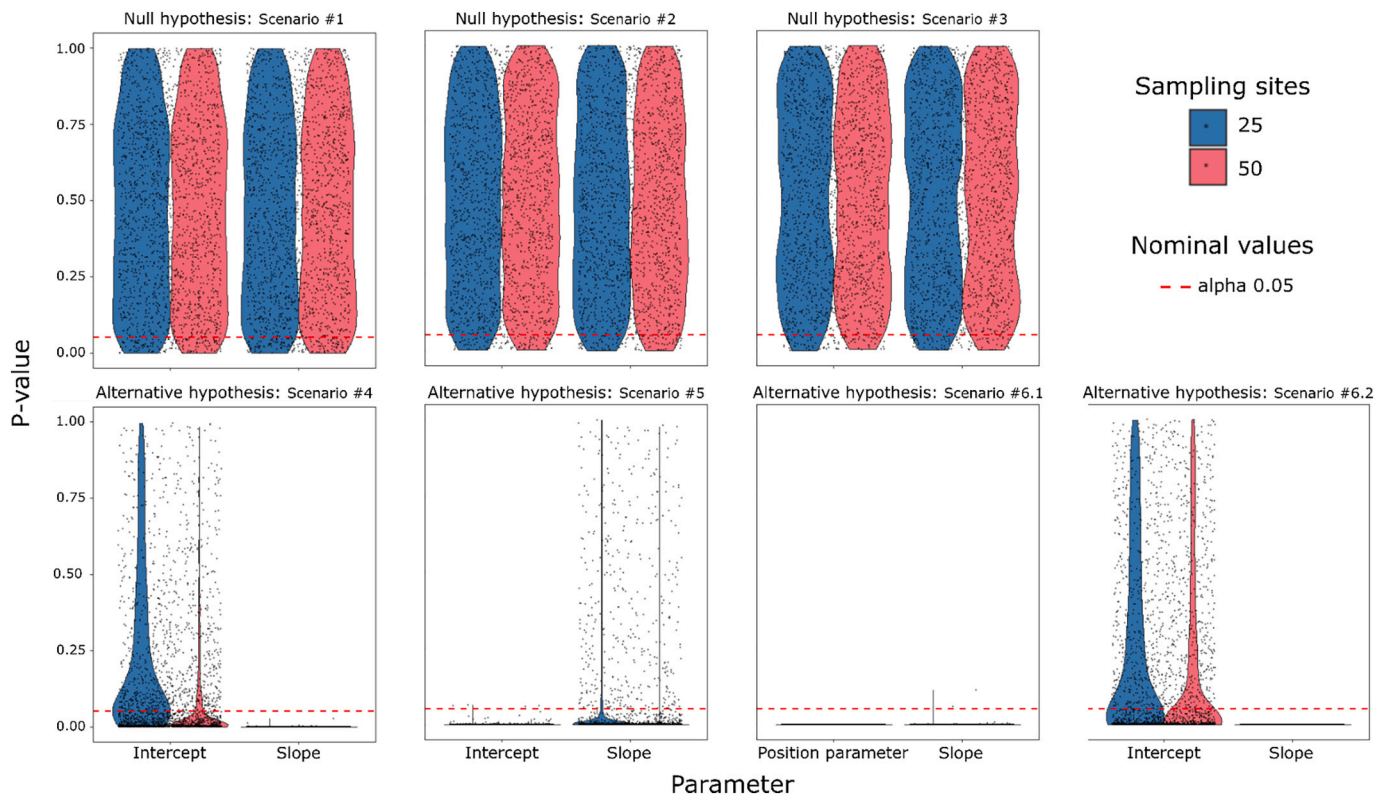 Null hypothesis: Scenario #1
Null hypothesis: Scenario #2
Null hypothesis: Scenario #3
1.00
0.75
0.50
0.25
0.00
Sampling sites
25
50
Nominal values
alpha 0.05
P-value
Alternative hypothesis: Scenario #4
Alternative hypothesis: Scenario #5
Alternative hypothesis: Scenario #6.1
Alternative hypothesis: Scenario #6.2
1.00
0.75
0.50
0.25
0.00
Intercept
Slope
Intercept
Slope
Position parameter
Slope
Intercept
Slope
Parameter